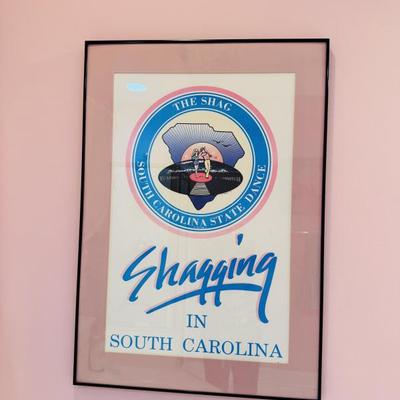 THE SHAG
SOUTH CAROLINA STATE DANCE
Shagging
IN
SOUTH CAROLINA